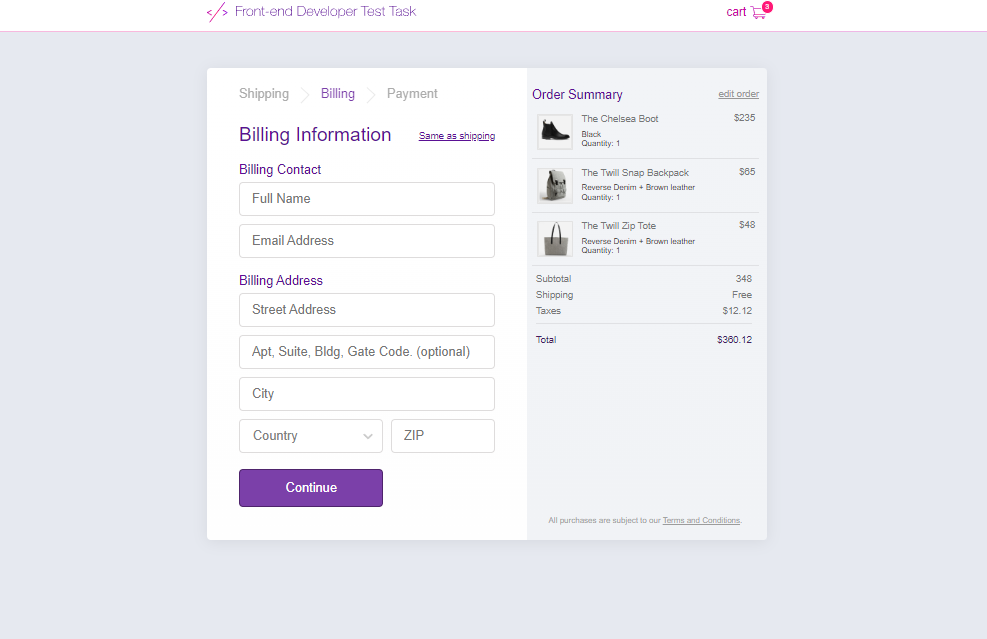 </> Front-end Developer Test Task
cart 3
Shipping Billing Payment
Billing Information Same as shipping
Billing Contact
Full Name
Email Address
Billing Address
Street Address
Apt, Suite, Bldg, Gate Code. (optional)
City
Country ZIP
Continue
Order Summary edit order
The Chelsea Boot $235
Black
Quantity: 1
The Twill Snap Backpack $65
Reverse Denim + Brown leather
Quantity: 1
The Twill Zip Tote $48
Reverse Denim + Brown leather
Quantity: 1
Subtotal 348
Shipping Free
Taxes $12.12
Total $360.12
All purchases are subject to our Terms and Conditions.